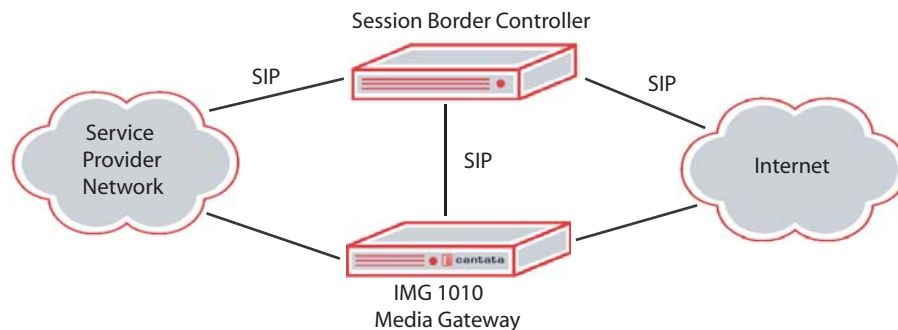 Session Border Controller
SIP
SIP
Service
Provider
Network
SIP
Internet
cantata
IMG 1010
Media Gateway